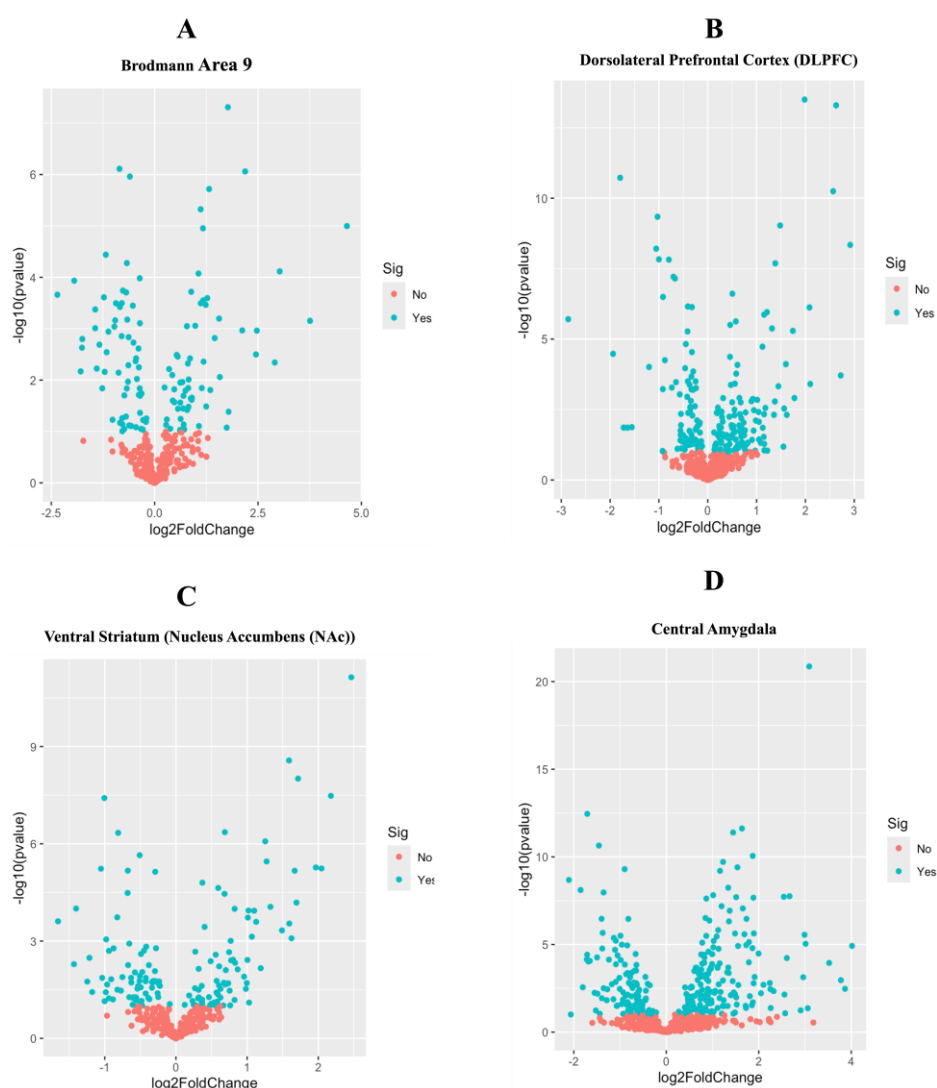 A
Brodmann Area 9
6
4
2
0
-log10(pvalue)
-2.5
0.0
2.5
5.0
log2FoldChange
Sig
No
Yes
B
Dorsolateral Prefrontal Cortex (DLPFC)
10
5
0
-log10(pvalue)
-3
-2
-1
0
1
2
3
log2FoldChange
Sig
No
Yes
C
Ventral Striatum (Nucleus Accumbens (NAc))
9
6
3
0
-log10(pvalue)
-1
0
1
2
log2FoldChange
Sig
No
Yes
D
Central Amygdala
20
15
10
5
0
-log10(pvalue)
-2
0
2
4
log2FoldChange
Sig
No
Yes